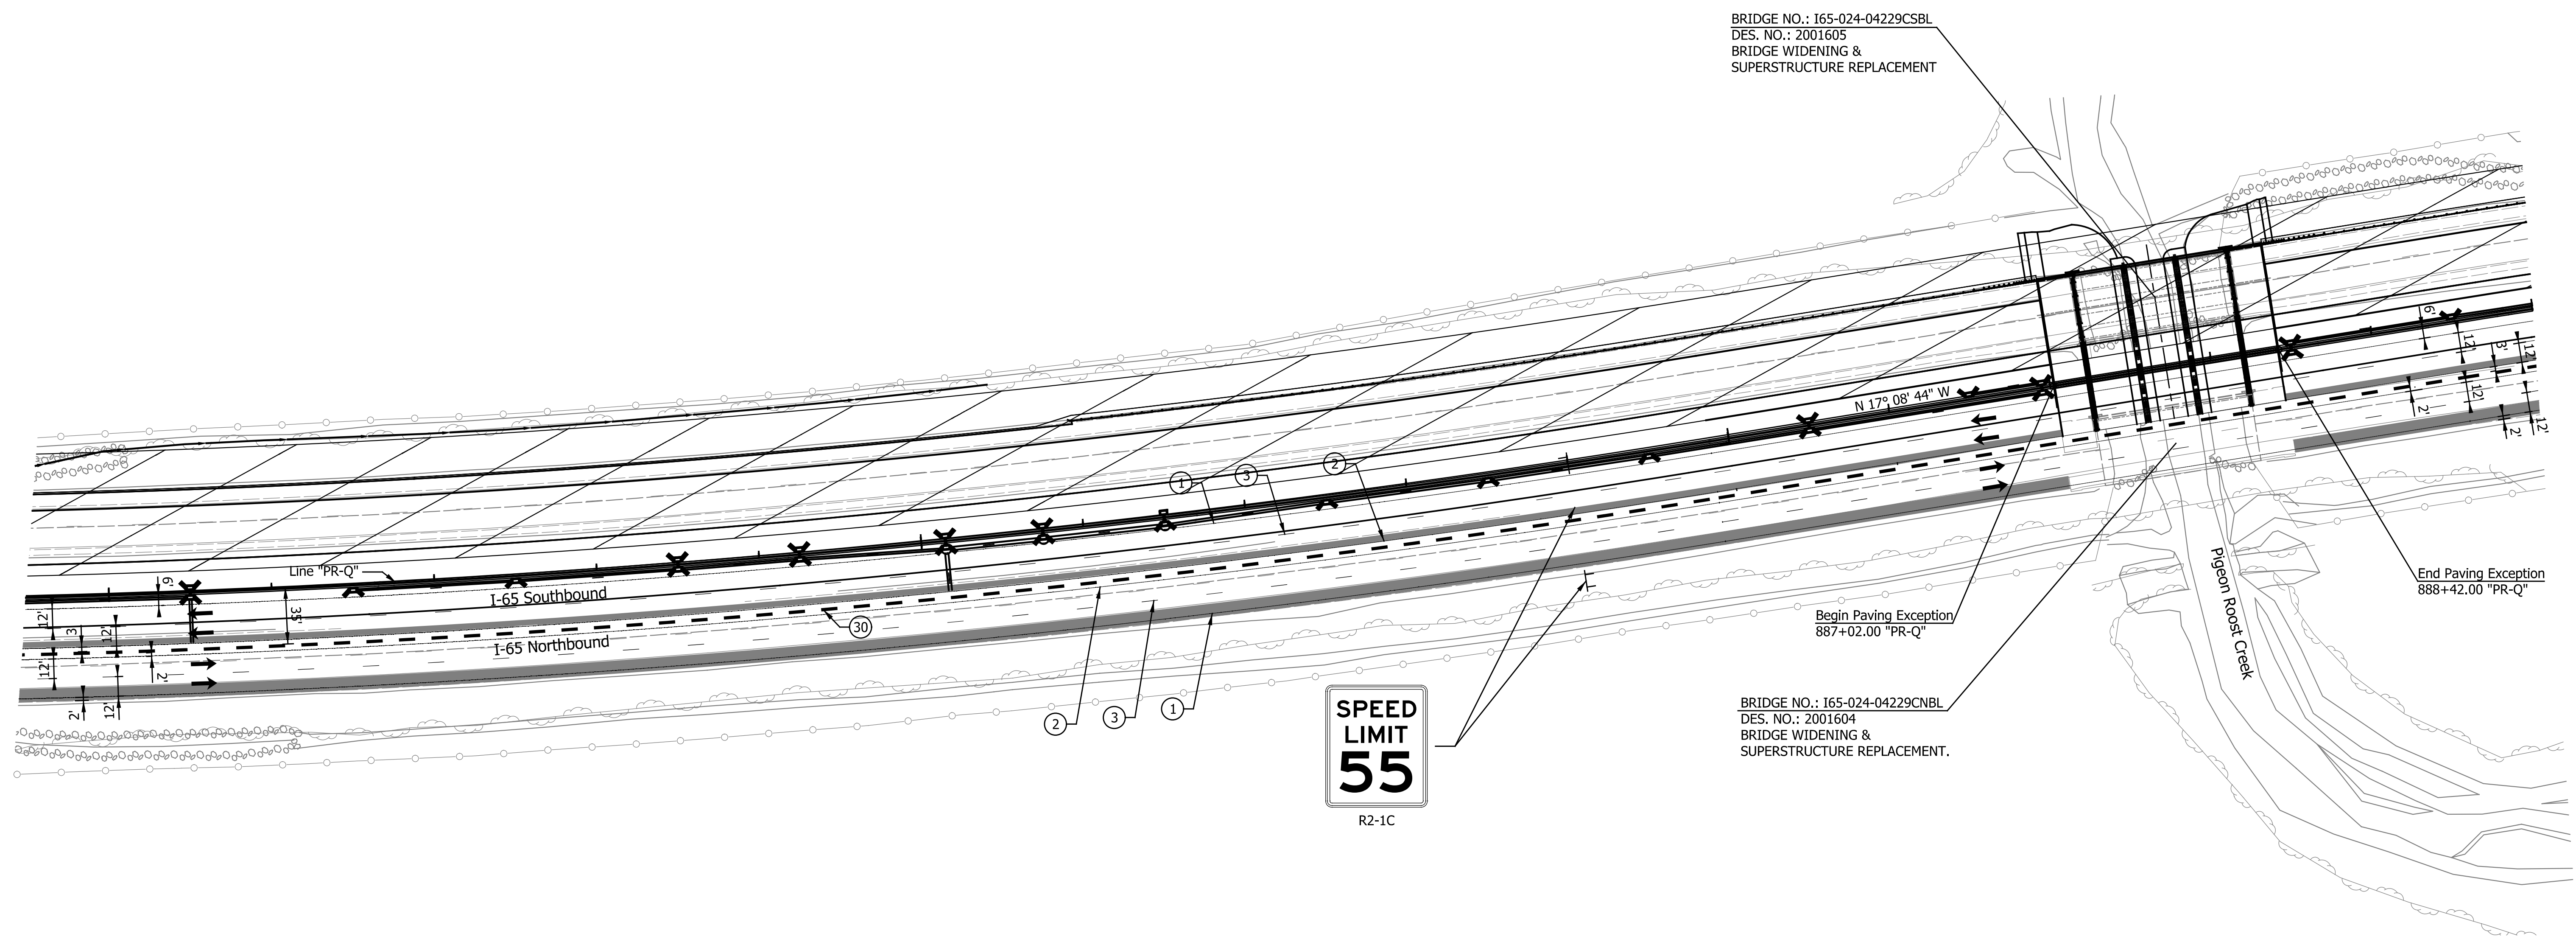 BRIDGE NO.: I65-024-04229CSBL
DES. NO.: 2001605
BRIDGE WIDENING &
SUPERSTRUCTURE REPLACEMENT
N 17° 08' 44" W
6'
12'
3'
12'
2'
12'
2'
12'
1
3
2
Line "PR-Q"
6'
12'
3'
12'
35'
I-65 Southbound
I-65 Northbound
30
12'
2'
2'
12'
2
3
1
SPEED
LIMIT
55
R2-1C
Begin Paving Exception
887+02.00 "PR-Q"
End Paving Exception
888+42.00 "PR-Q"
Pigeon Roost Creek
BRIDGE NO.: I65-024-04229CNBL
DES. NO.: 2001604
BRIDGE WIDENING &
SUPERSTRUCTURE REPLACEMENT.